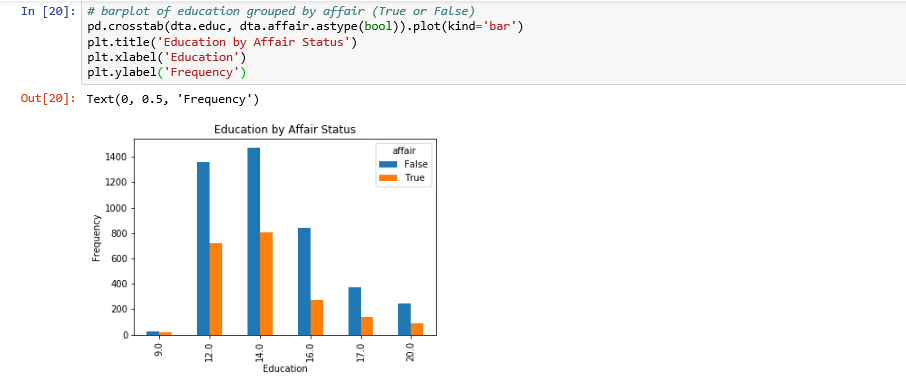 In [20]: # barplot of education grouped by affair (True or False)
pd.crosstab(dta.educ, dta.affair.astype(bool)).plot(kind='bar')
plt.title('Education by Affair Status')
plt.xlabel('Education')
plt.ylabel('Frequency')
Out[20]: Text(0, 0.5, 'Frequency')
Education by Affair Status
affair
False
True
1400
1200
1000
800
600
400
200
0
Frequency
9.0 12.0 14.0 16.0 17.0 20.0
Education